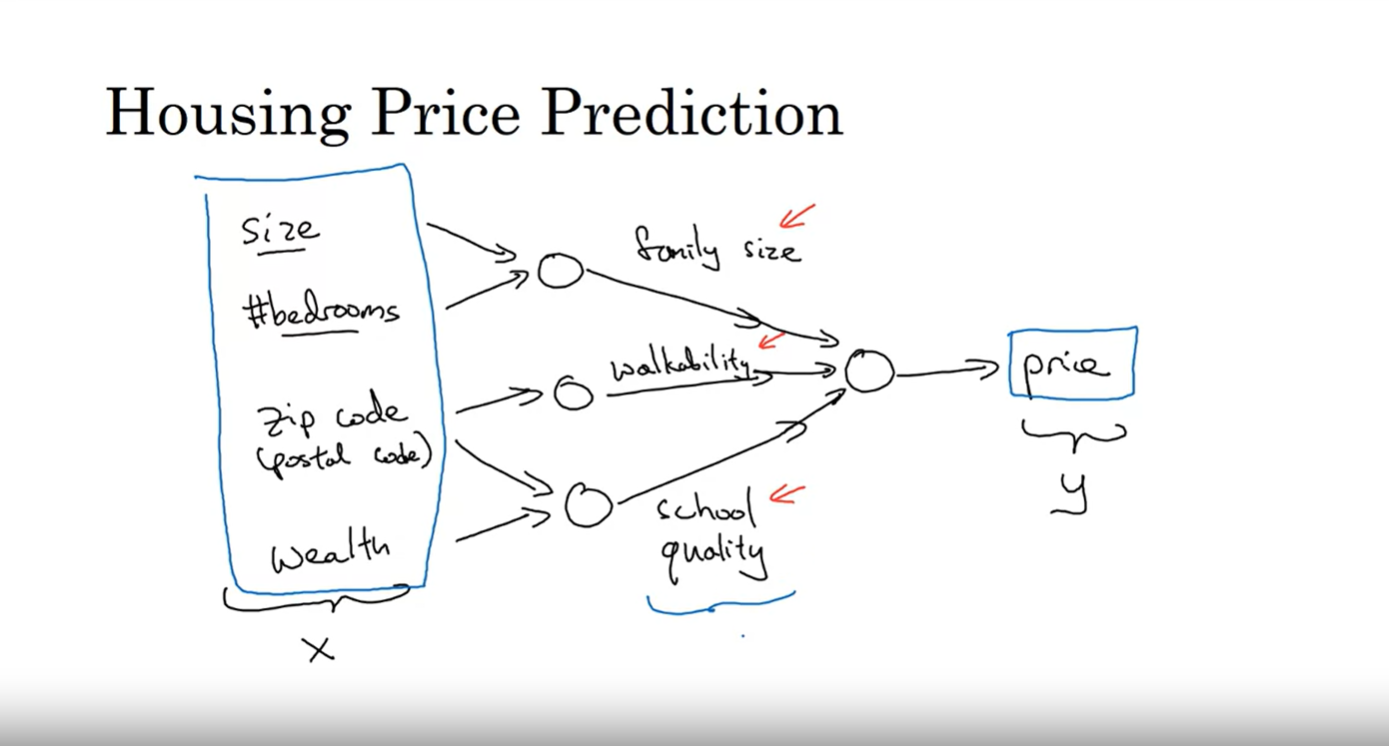 Housing Price Prediction
size
#bedrooms
zip code
(postal code)
wealth
x
family size
walkability
school
quality
price
y